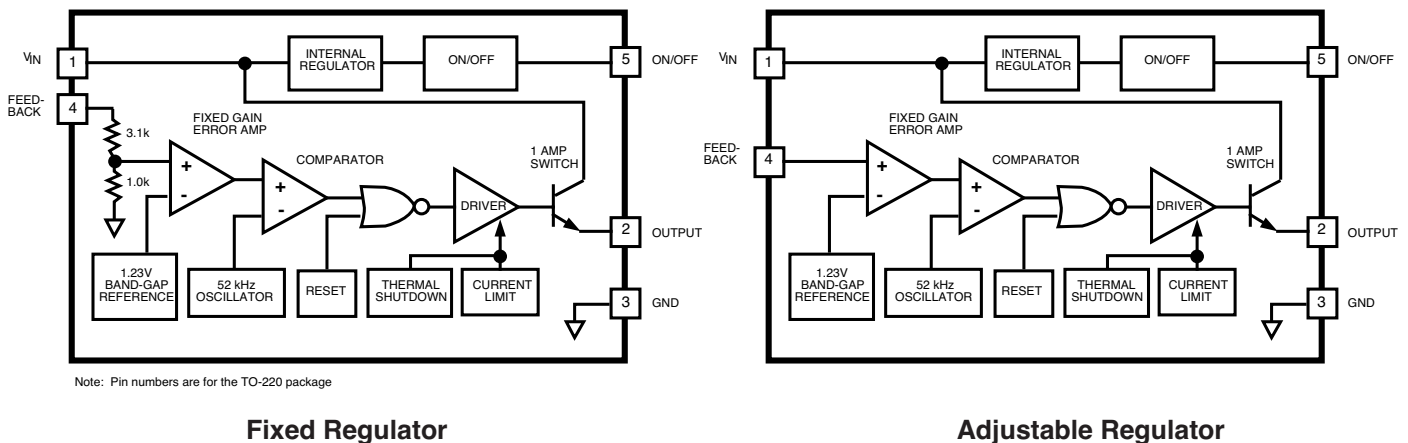 VIN
1
INTERNAL
REGULATOR
ON/OFF
5
ON/OFF
FEED-
BACK
4
3.1k
1.0k
FIXED GAIN
ERROR AMP
+
-
COMPARATOR
+
-
1 AMP
SWITCH
DRIVER
2
OUTPUT
1.23V
BAND-GAP
REFERENCE
52 kHz
OSCILLATOR
RESET
THERMAL
SHUTDOWN
CURRENT
LIMIT
3
GND
Note: Pin numbers are for the TO-220 package
Fixed Regulator
VIN
1
INTERNAL
REGULATOR
ON/OFF
5
ON/OFF
FEED-
BACK
4
FIXED GAIN
ERROR AMP
+
-
COMPARATOR
+
-
1 AMP
SWITCH
DRIVER
2
OUTPUT
1.23V
BAND-GAP
REFERENCE
52 kHz
OSCILLATOR
RESET
THERMAL
SHUTDOWN
CURRENT
LIMIT
3
GND
Adjustable Regulator